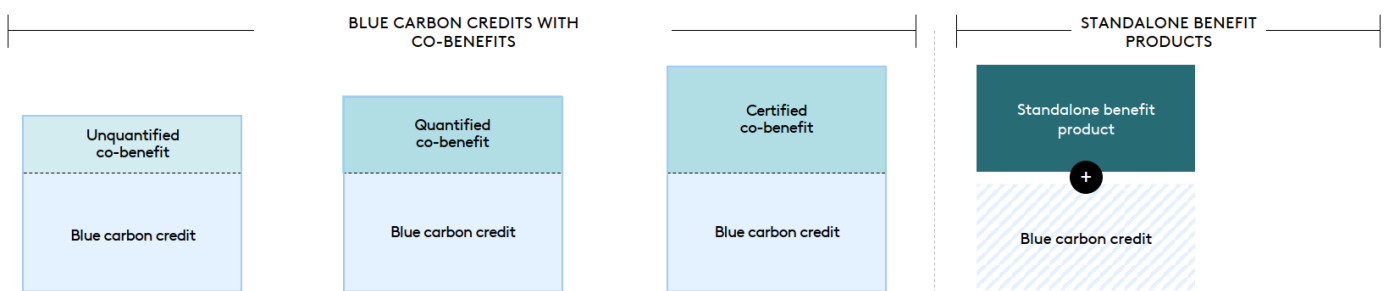 BLUE CARBON CREDITS WITH
CO-BENEFITS
STANDALONE BENEFIT
PRODUCTS
Unquantified
co-benefit
Blue carbon credit
Quantified
co-benefit
Blue carbon credit
Certified
co-benefit
Blue carbon credit
Standalone benefit
product
+
Blue carbon credit